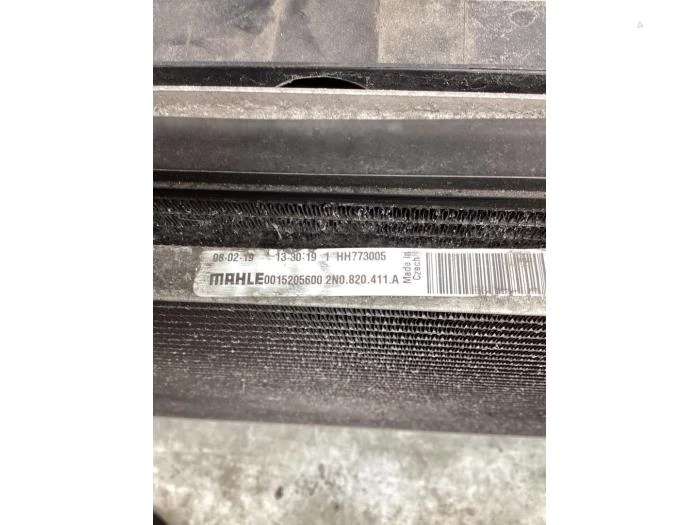 08-02-19 13-30-19 1 HH773005
MAHLE 0015205600 2N0.820.411.A
Made in
Czech